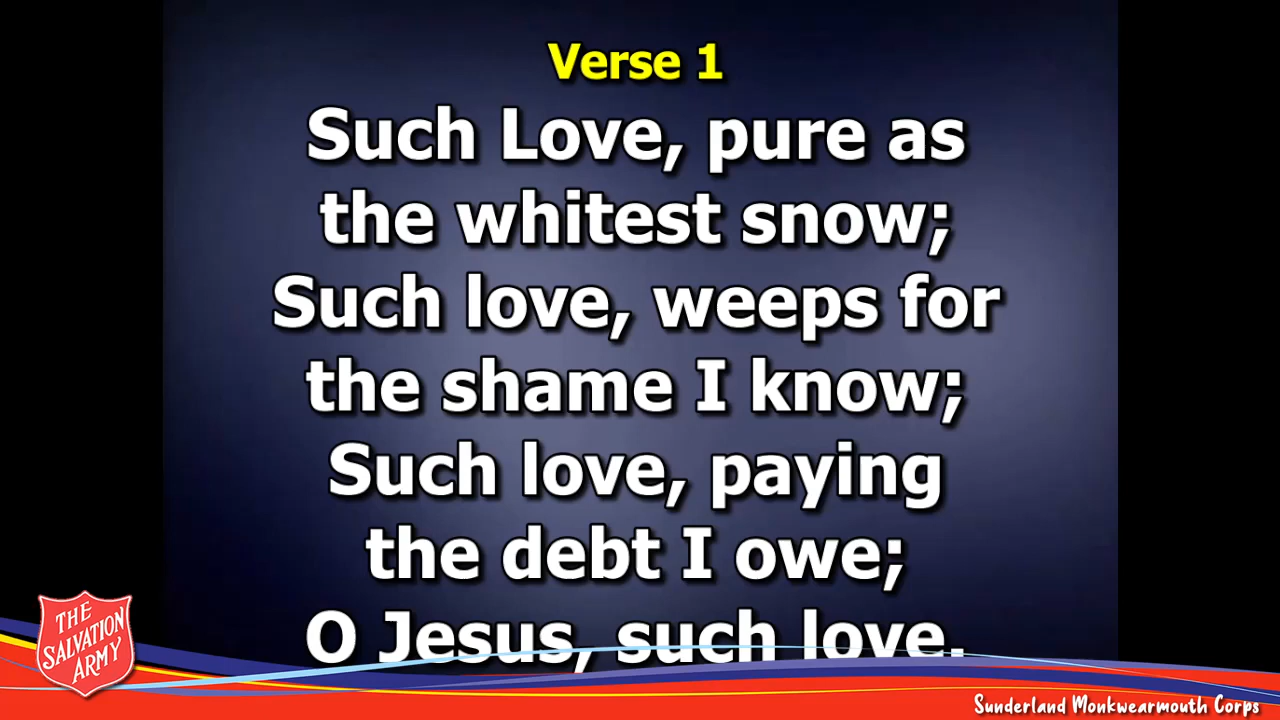 Verse 1
Such Love, pure as
the whitest snow;
Such love, weeps for
the shame I know;
Such love, paying
the debt I owe;
O Jesus, such love.
THE
SALVATION
ARMY
Sunderland Monkwearmouth Corps